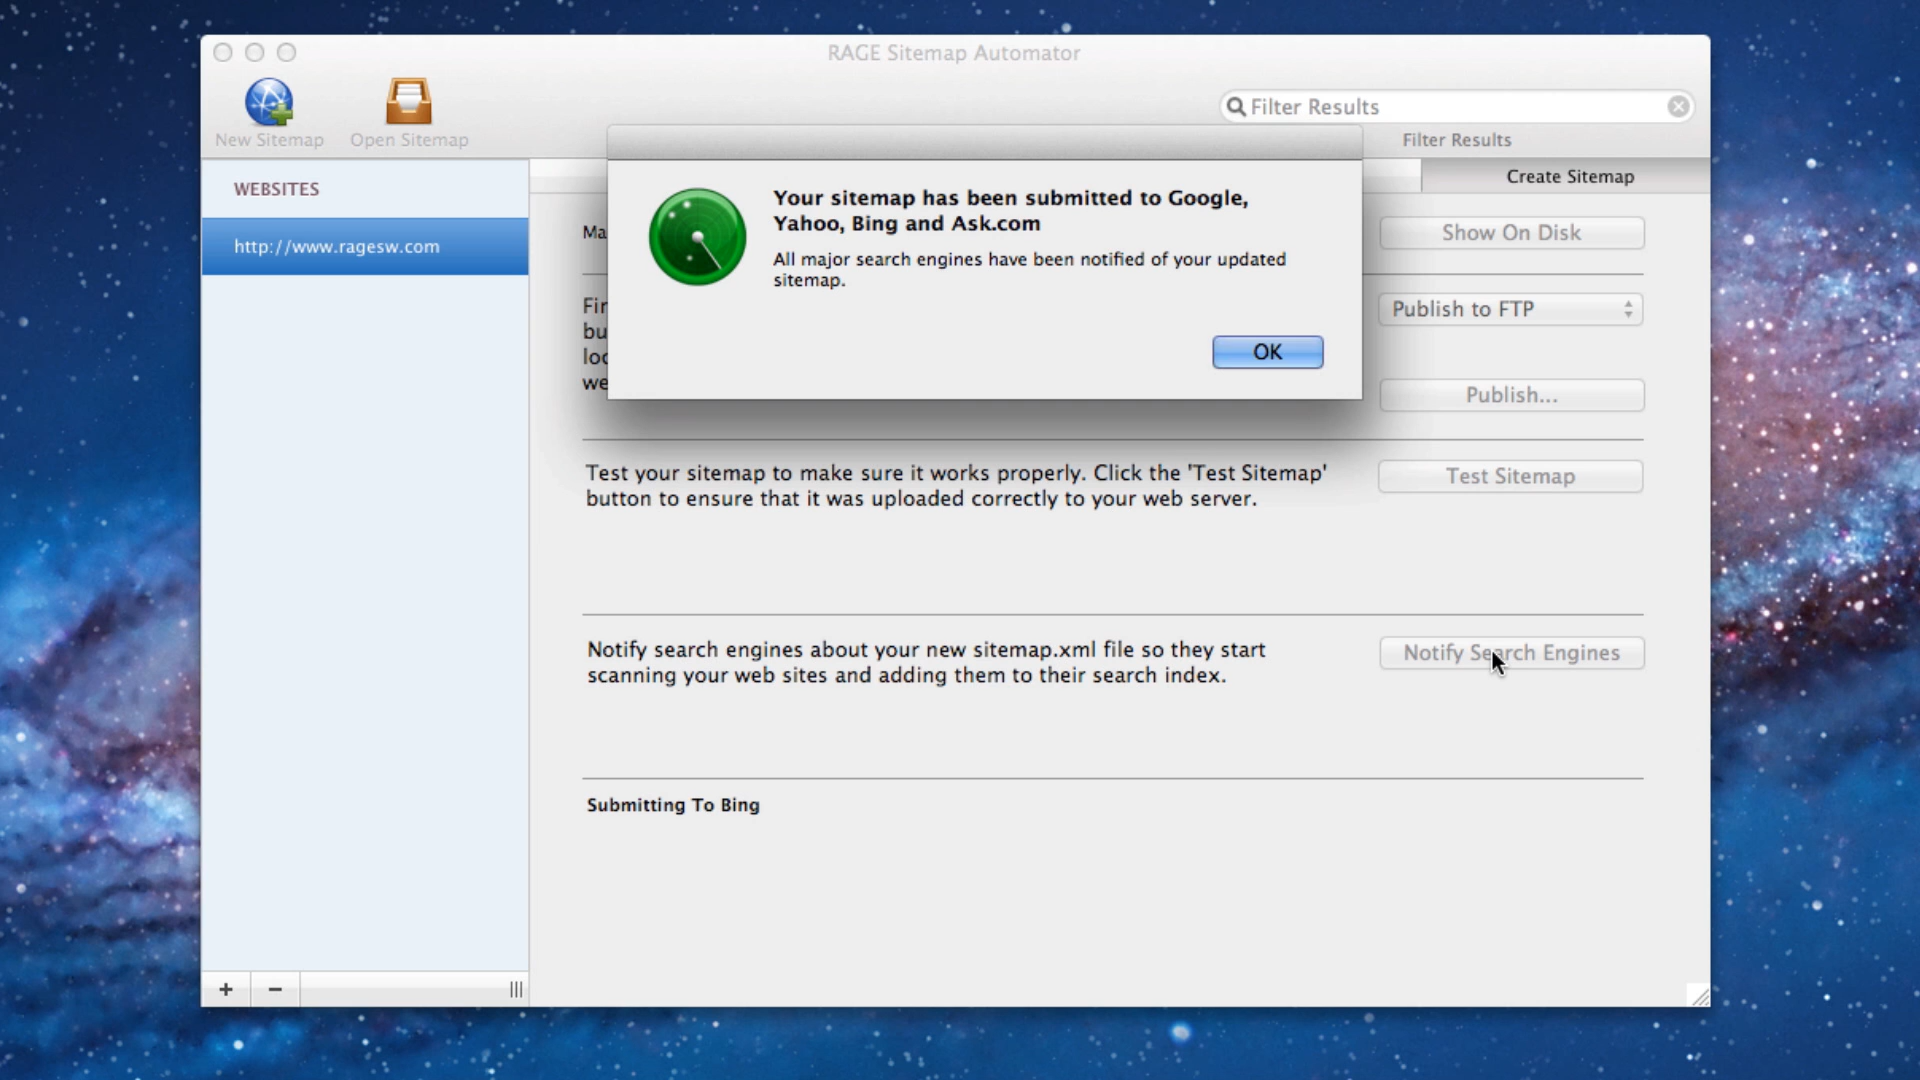 RAGE Sitemap Automator
New Sitemap
Open Sitemap
Filter Results
Filter Results
WEBSITES
http://www.ragesw.com
Create Sitemap
Your sitemap has been submitted to Google,
Yahoo, Bing and Ask.com
All major search engines have been notified of your updated
sitemap.
OK
Show On Disk
Publish to FTP
Publish...
Test your sitemap to make sure it works properly. Click the 'Test Sitemap'
button to ensure that it was uploaded correctly to your web server.
Test Sitemap
Notify search engines about your new sitemap.xml file so they start
scanning your web sites and adding them to their search index.
Notify Search Engines
Submitting To Bing